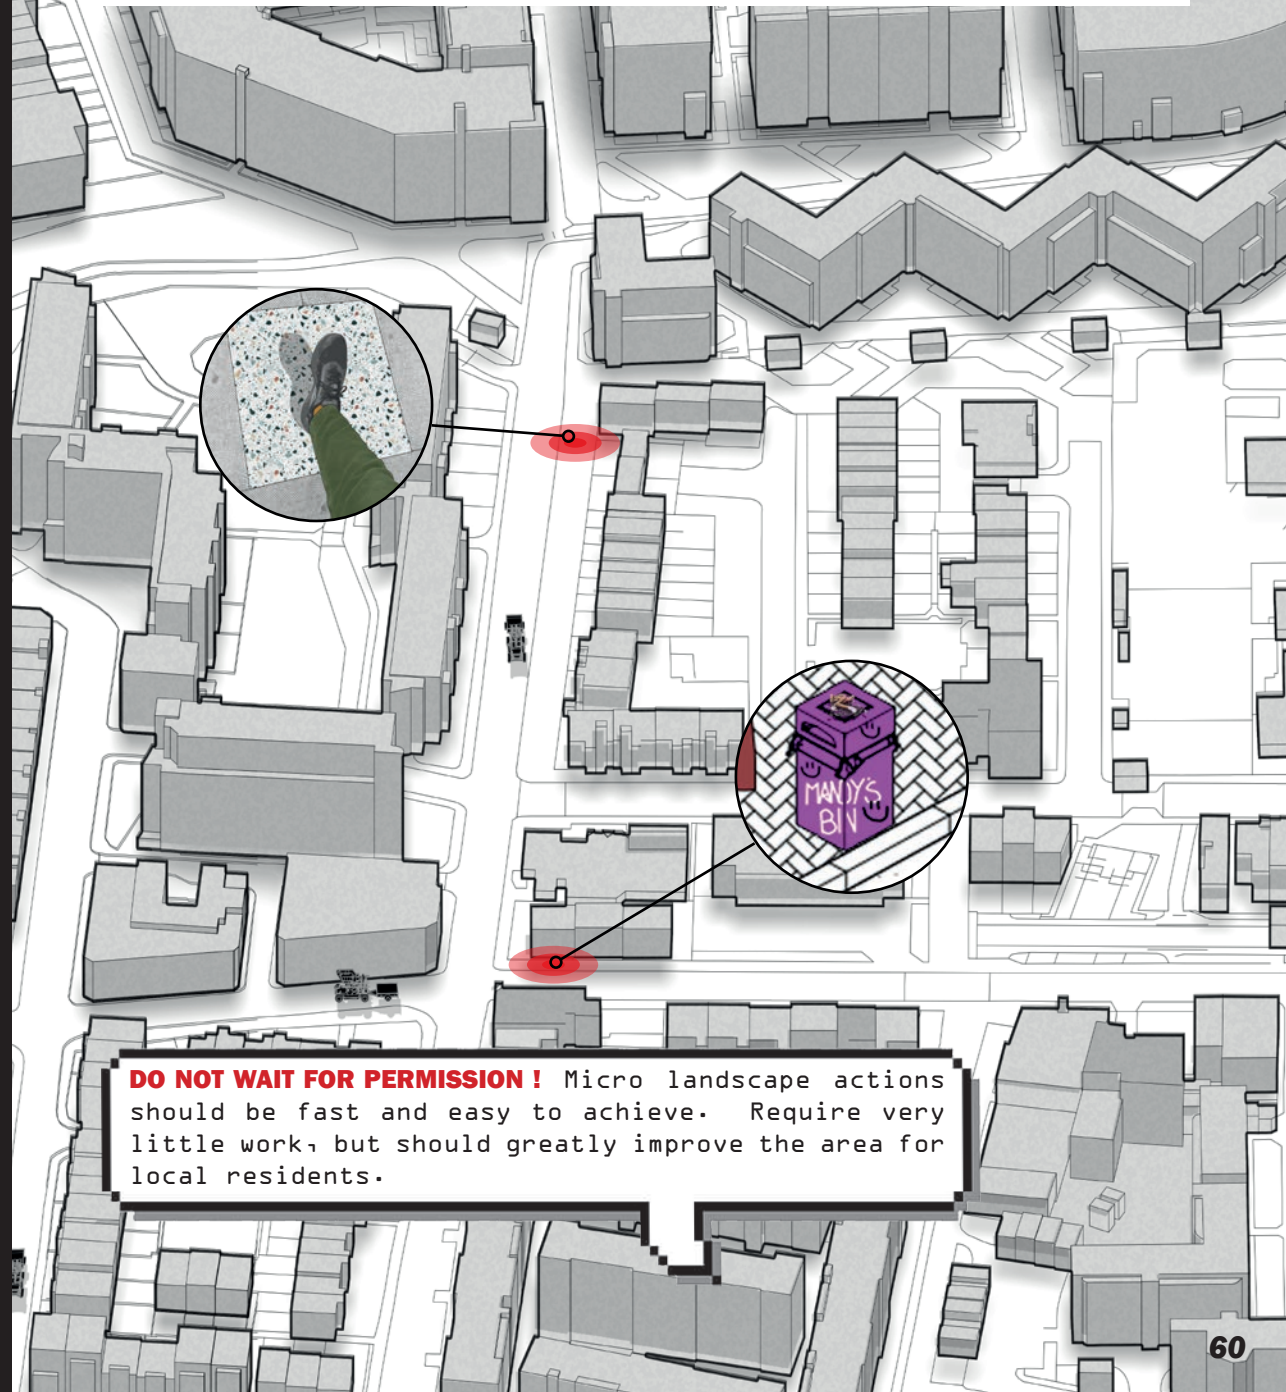 MANDY'S
BIN
DO NOT WAIT FOR PERMISSION ! Micro landscape actions
should be fast and easy to achieve. Require very
little work, but should greatly improve the area for
local residents.
60